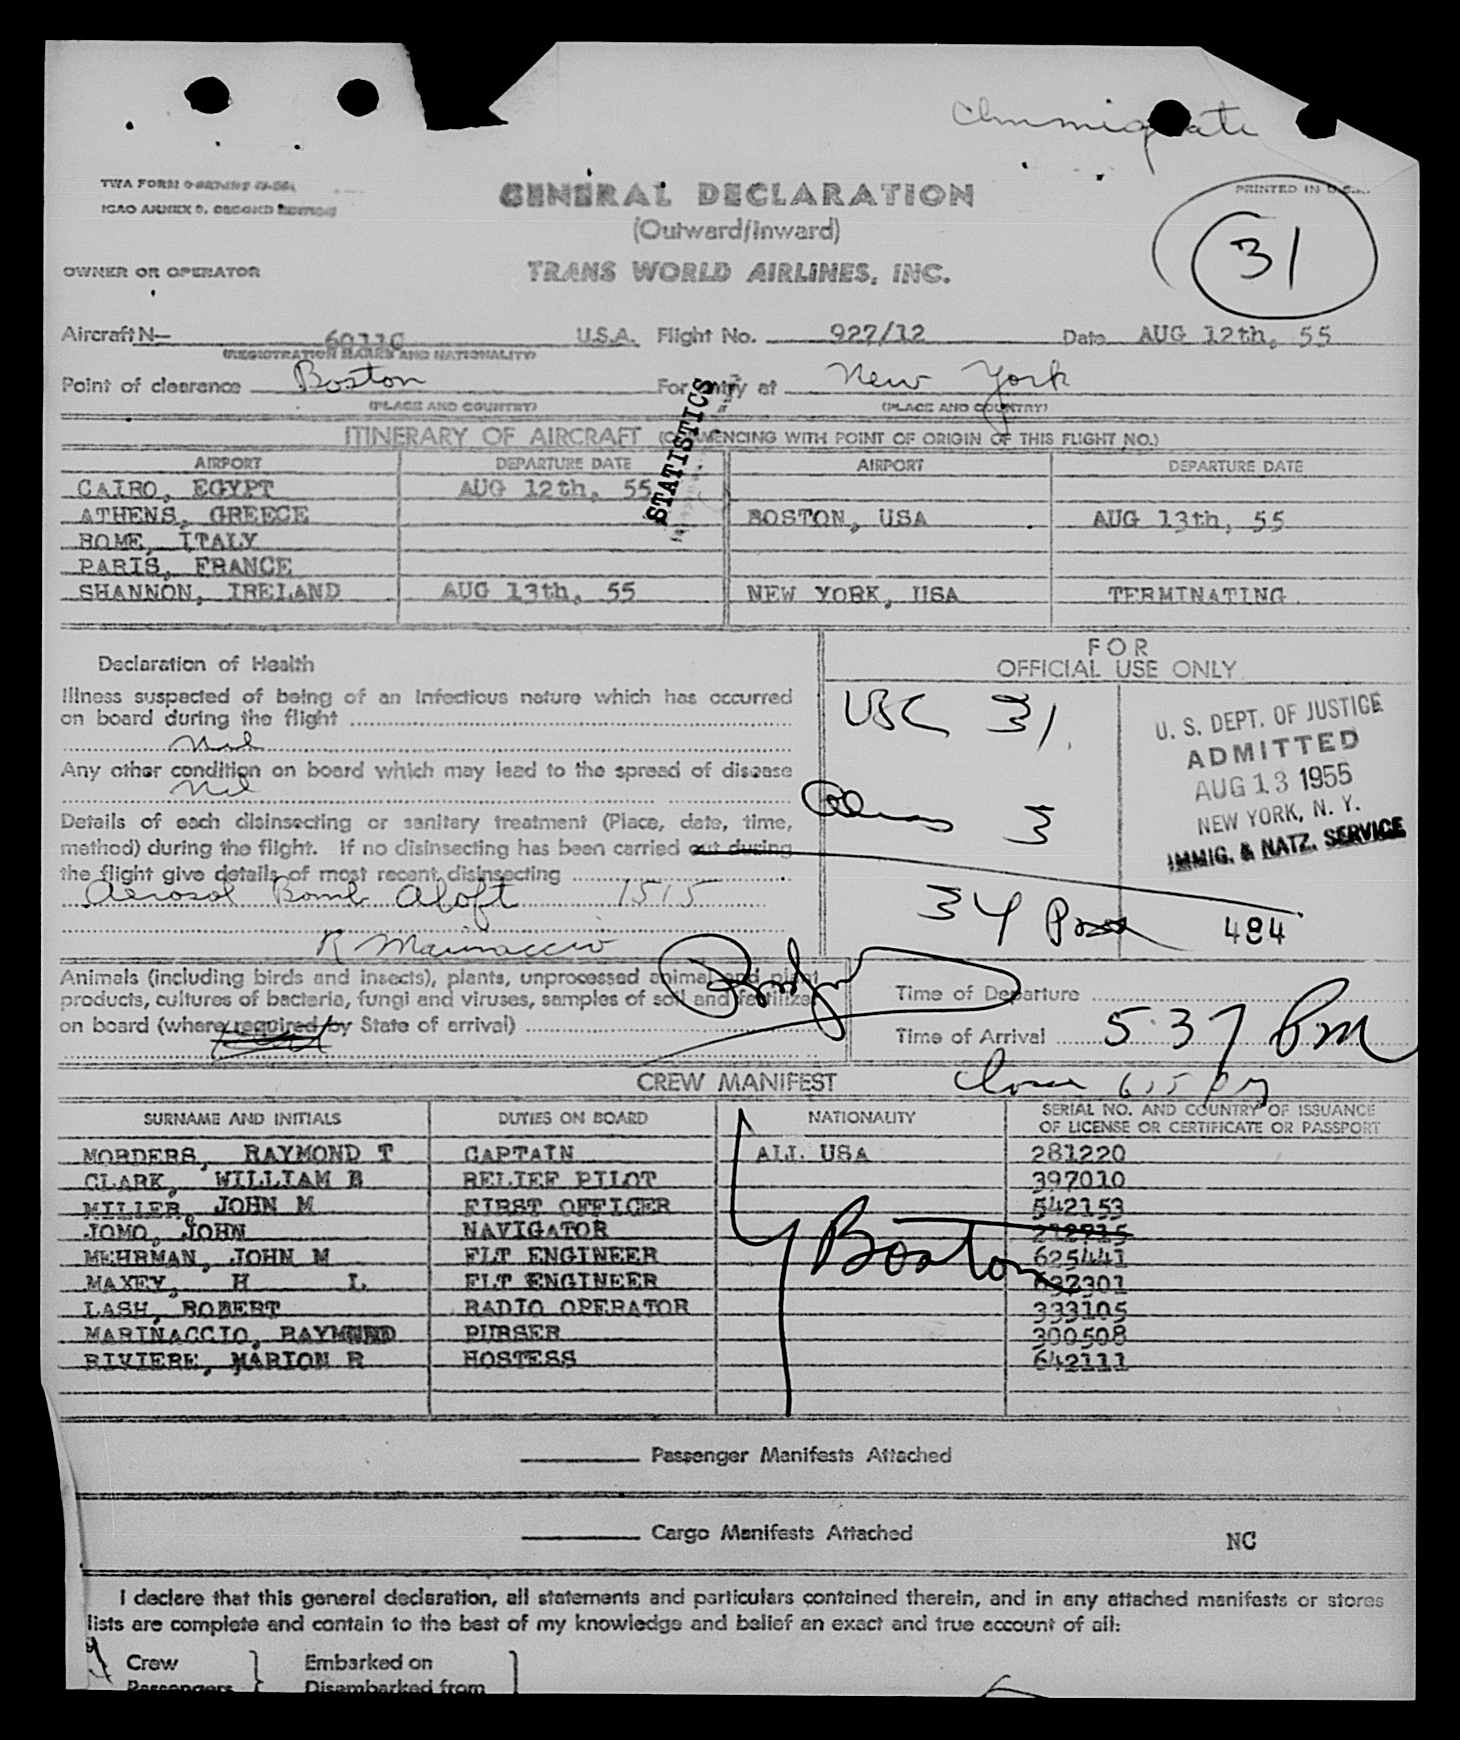 GENERAL DECLARATION
PRINTED IN U.S.
(Outward/Inward)
31
OWNER OR OPERATOR TRANS WORLD AIRLINES, INC.
Aircraft N— U.S.A. Flight No. 927/12 Date AUG 12th, 55
(REGISTRATION MARKS AND NATIONALITY)
Point of clearance Boston For entry at New York
(PLACE AND COUNTRY) (PLACE AND COUNTRY)
STATISTICS
ITINERARY OF AIRCRAFT (COMMENCING WITH POINT OF ORIGIN OF THIS FLIGHT NO.)
AIRPORT DEPARTURE DATE AIRPORT DEPARTURE DATE
CAIRO, EGYPT AUG 12th, 55
ATHENS, GREECE BOSTON, USA AUG 13th, 55
ROME, ITALY
PARIS, FRANCE
SHANNON, IRELAND AUG 13th, 55 NEW YORK, USA TERMINATING
Declaration of Health
Illness suspected of being of an infectious nature which has occurred
on board during the flight
Nil
Any other condition on board which may lead to the spread of disease
Nil
Details of each disinsecting or sanitary treatment (Place, date, time,
method) during the flight. If no disinsecting has been carried out during
the flight give details of most recent disinsecting
Aerosol Bomb Aloft 1515
R Marinaccio
FOR
OFFICIAL USE ONLY
USC 31
Aliens 3
34 Pass 484
U. S. DEPT. OF JUSTICE
ADMITTED
AUG 13 1955
NEW YORK, N. Y.
IMMIG. & NATZ. SERVICE
Animals (including birds and insects), plants, unprocessed animal and plant
products, cultures of bacteria, fungi and viruses, samples of soil and fertilizer
on board (where required by State of arrival)
Time of Departure
Time of Arrival 5:37 Pm
CREW MANIFEST
SURNAME AND INITIALS DUTIES ON BOARD NATIONALITY SERIAL NO. AND COUNTRY OF ISSUANCE
OF LICENSE OR CERTIFICATE OR PASSPORT
MORDERS, RAYMOND T CAPTAIN ALL USA 281220
CLARK, WILLIAM B RELIEF PILOT 397010
MILLER, JOHN M FIRST OFFICER 542153
JOMO, JOHN NAVIGATOR 212715
MEHRMAN, JOHN M FLT ENGINEER 625441
MAXEY, H L FLT ENGINEER 632301
LASH, ROBERT RADIO OPERATOR 333105
MARINACCIO, RAYMOND PURSER 300508
RIVIERE, MARION R HOSTESS 642111
Boston
Passenger Manifests Attached
Cargo Manifests Attached NC
I declare that this general declaration, all statements and particulars contained therein, and in any attached manifests or stores
lists are complete and contain to the best of my knowledge and belief an exact and true account of all:
Crew Embarked on
Passengers Disembarked from